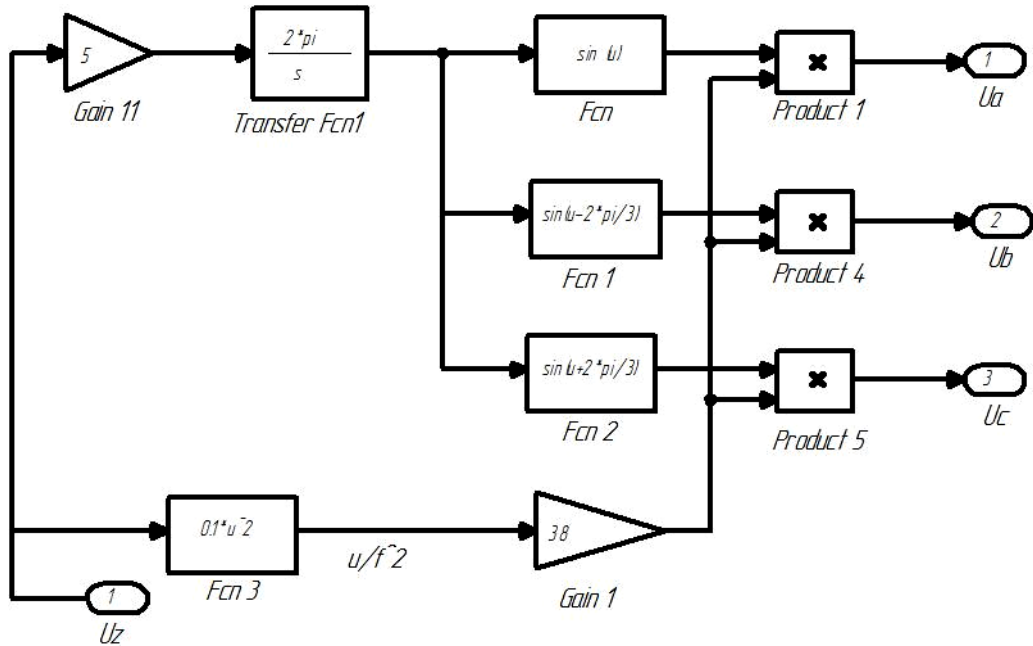 5
Gain 11
2*pi
s
Transfer Fcn1
sin (u)
Fcn
×
Product 1
1
Ua
sin(u-2*pi/3)
Fcn 1
×
Product 4
2
Ub
sin(u+2*pi/3)
Fcn 2
×
Product 5
3
Uc
0.1*u^2
Fcn 3
u/f^2
38
Gain 1
1
Uz